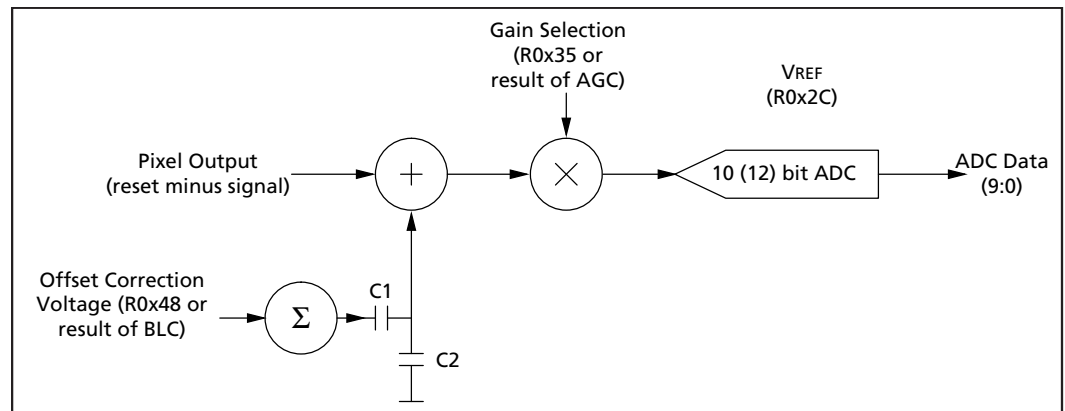 Gain Selection
(R0x35 or
result of AGC)
VREF
(R0x2C)
Pixel Output
(reset minus signal)
+
×
10 (12) bit ADC
ADC Data
(9:0)
Offset Correction
Voltage (R0x48 or
result of BLC)
Σ
C1
C2